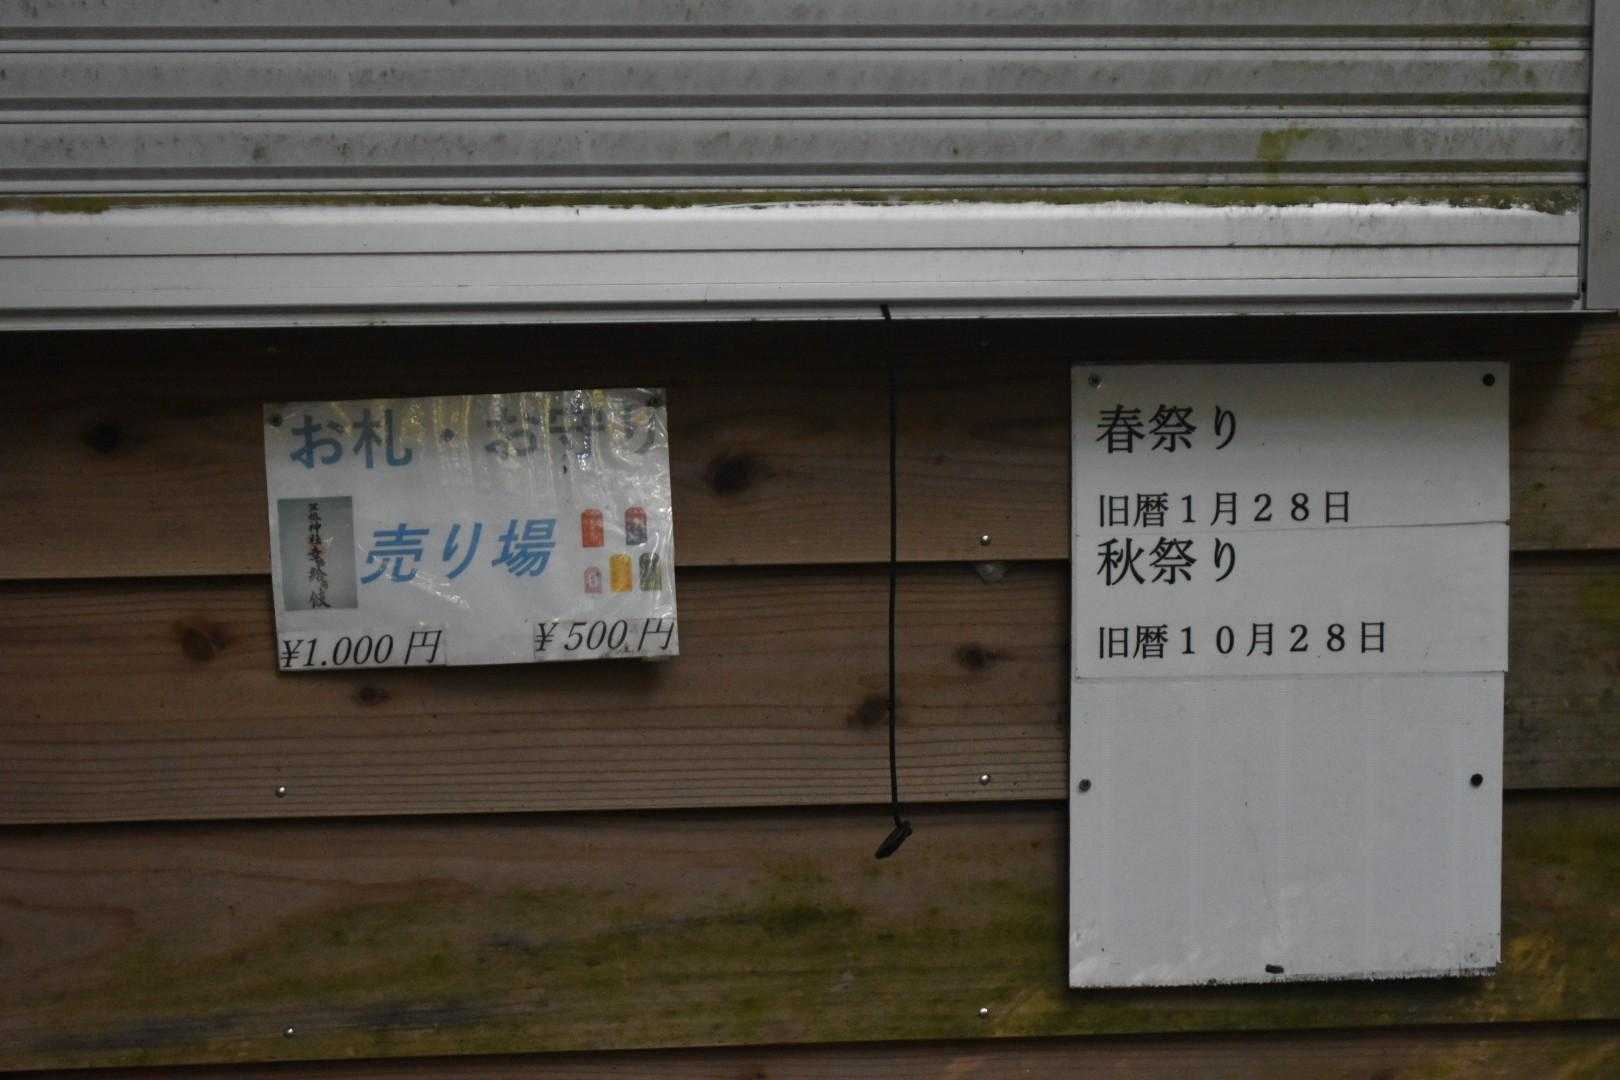 お札・お守り
売り場
¥1.000円
¥500円
春祭り
旧暦1月28日
秋祭り
旧暦10月28日